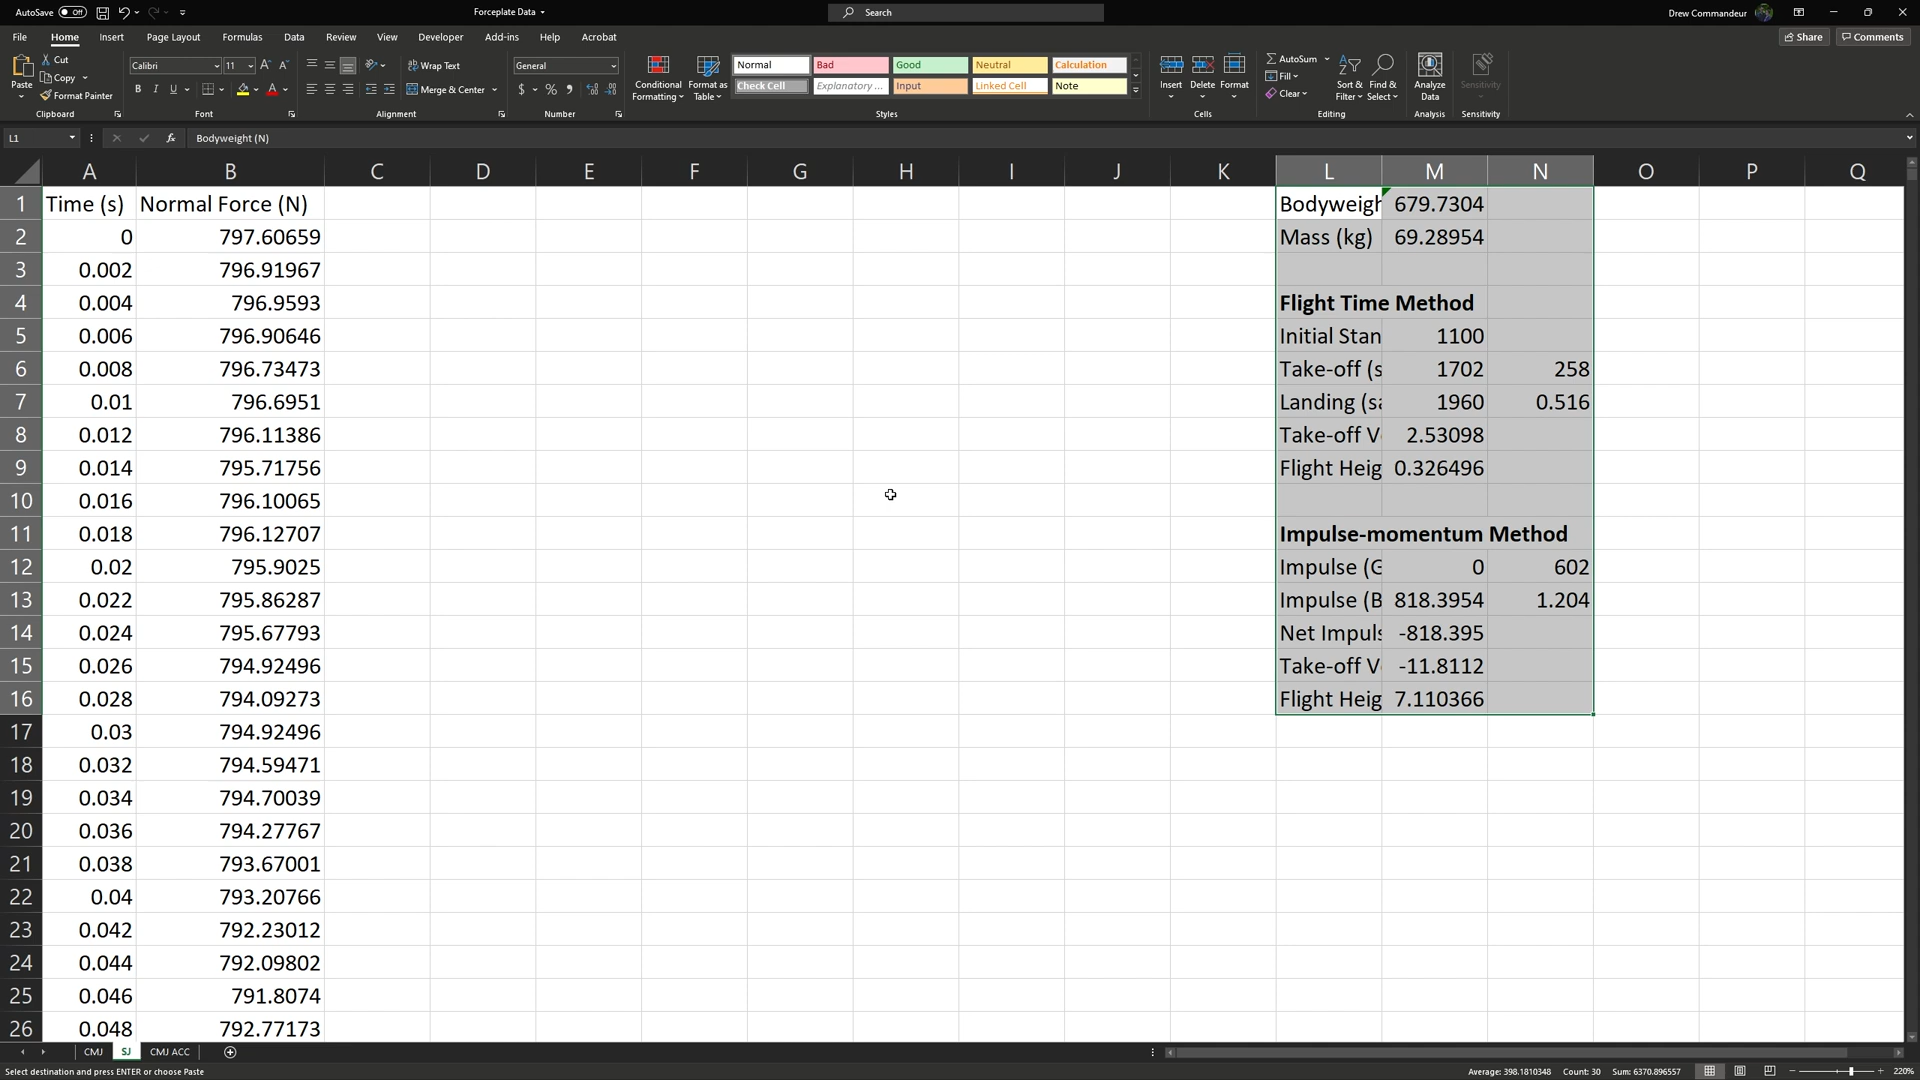 AutoSave Off Forceplate Data Search Drew Commandeur
File Home Insert Page Layout Formulas Data Review View Developer Add-ins Help Acrobat Share Comments
Paste
Cut
Copy
Format Painter
Clipboard
Calibri 11
B I U
Font
Wrap Text
Merge & Center
Alignment
General
Number
Conditional Formatting
Format as Table
Normal Bad Good Neutral Calculation
Check Cell Explanatory ... Input Linked Cell Note
Styles
Insert Delete Format
Cells
AutoSum
Fill
Clear
Sort & Filter
Find & Select
Editing
Analyze Data
Analysis
Sensitivity
Sensitivity
L1 fx Bodyweight (N)
A B C D E F G H I J K L M N O P Q
1 Time (s) Normal Force (N) Bodyweigh 679.7304
2 0 797.60659 Mass (kg) 69.28954
3 0.002 796.91967
4 0.004 796.9593 Flight Time Method
5 0.006 796.90646 Initial Stan 1100
6 0.008 796.73473 Take-off (s 1702 258
7 0.01 796.6951 Landing (sa 1960 0.516
8 0.012 796.11386 Take-off V 2.53098
9 0.014 795.71756 Flight Heig 0.326496
10 0.016 796.10065
11 0.018 796.12707 Impulse-momentum Method
12 0.02 795.9025 Impulse (G 0 602
13 0.022 795.86287 Impulse (B 818.3954 1.204
14 0.024 795.67793 Net Impuls -818.395
15 0.026 794.92496 Take-off V -11.8112
16 0.028 794.09273 Flight Heig 7.110366
17 0.03 794.92496
18 0.032 794.59471
19 0.034 794.70039
20 0.036 794.27767
21 0.038 793.67001
22 0.04 793.20766
23 0.042 792.23012
24 0.044 792.09802
25 0.046 791.8074
26 0.048 792.77173
CMJ SJ CMJ ACC
Select destination and press ENTER or choose Paste Average: 398.1810348 Count: 30 Sum: 6370.896557 220%